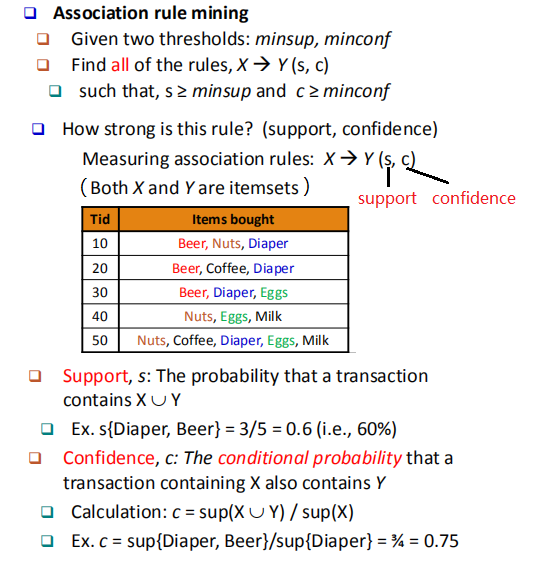 Association rule mining
Given two thresholds: minsup, minconf
Find all of the rules, X → Y (s, c)
such that, s ≥ minsup and c ≥ minconf
How strong is this rule? (support, confidence)
Measuring association rules: X → Y (s, c)
(Both X and Y are itemsets)
support confidence
Tid Items bought
10 Beer, Nuts, Diaper
20 Beer, Coffee, Diaper
30 Beer, Diaper, Eggs
40 Nuts, Eggs, Milk
50 Nuts, Coffee, Diaper, Eggs, Milk
Support, s: The probability that a transaction
contains X ∪ Y
Ex. s{Diaper, Beer} = 3/5 = 0.6 (i.e., 60%)
Confidence, c: The conditional probability that a
transaction containing X also contains Y
Calculation: c = sup(X ∪ Y) / sup(X)
Ex. c = sup{Diaper, Beer}/sup{Diaper} = ¾ = 0.75